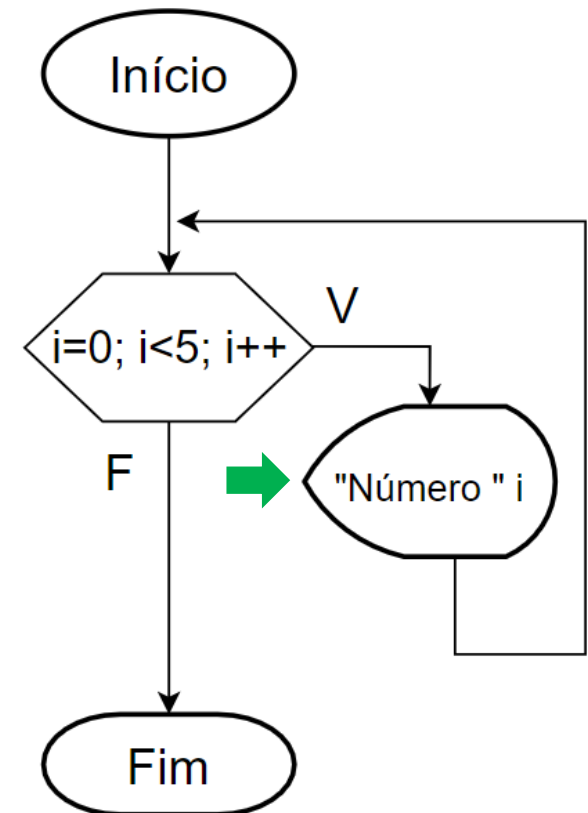 Início
i=0; i<5; i++
V
F
"Número " i
Fim